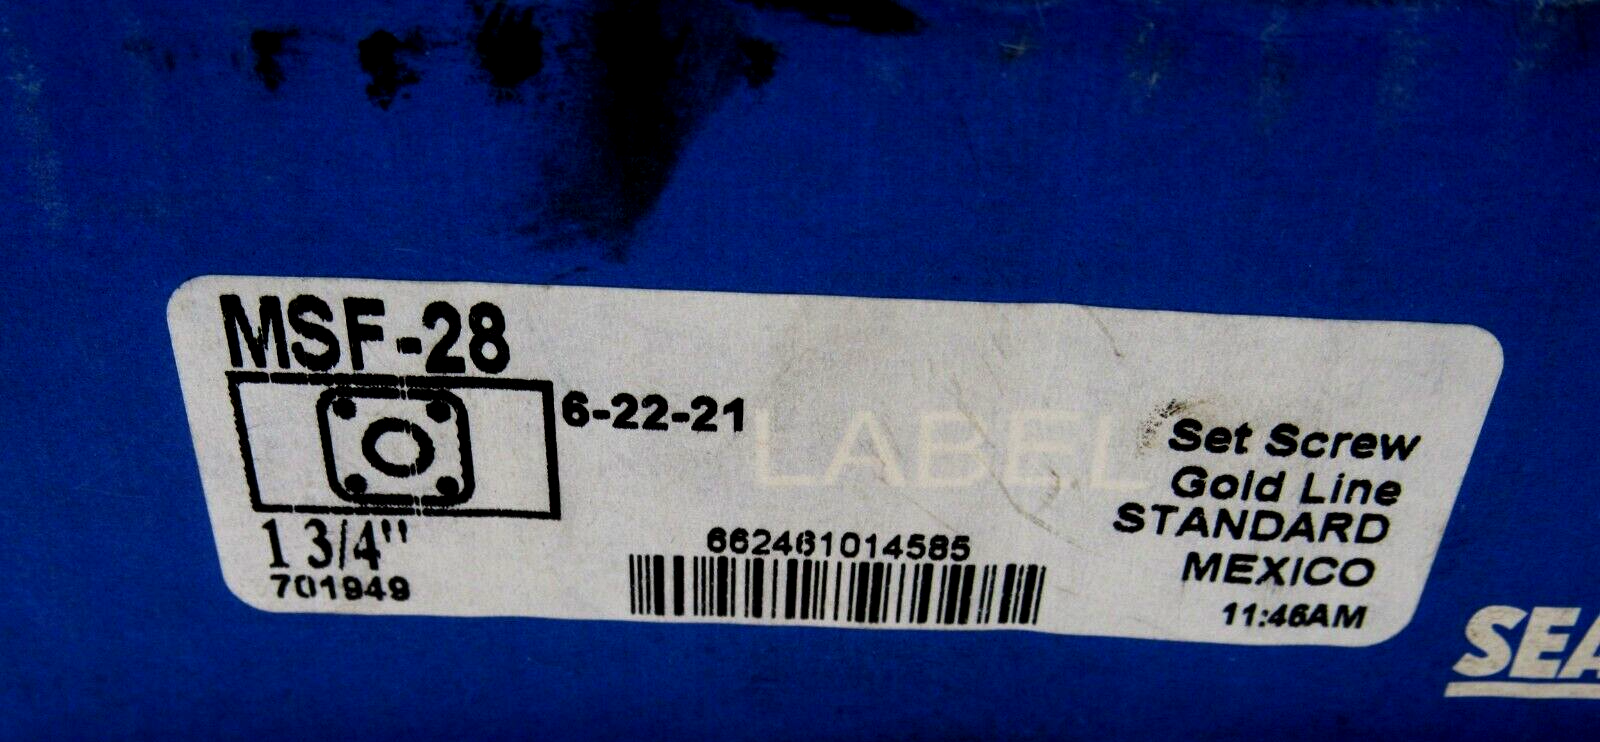 MSF-28
6-22-21
LABEL
Set Screw
Gold Line
STANDARD
MEXICO
11:46AM
1 3/4"
701949
662461014585
SEA